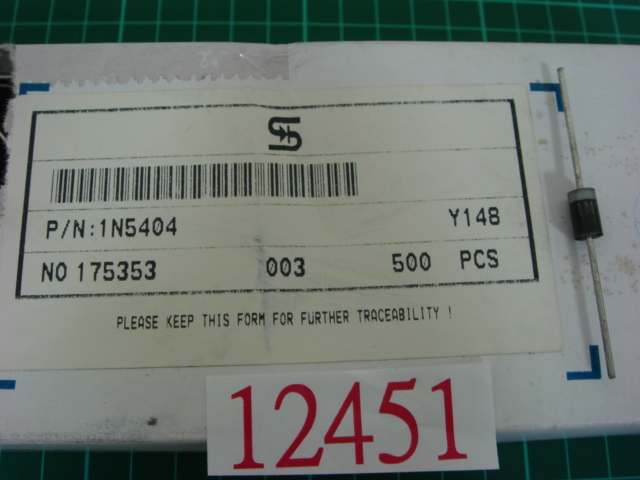 P/N:1N5404 Y148
NO 175353 003 500 PCS
PLEASE KEEP THIS FORM FOR FURTHER TRACEABILITY !
12451